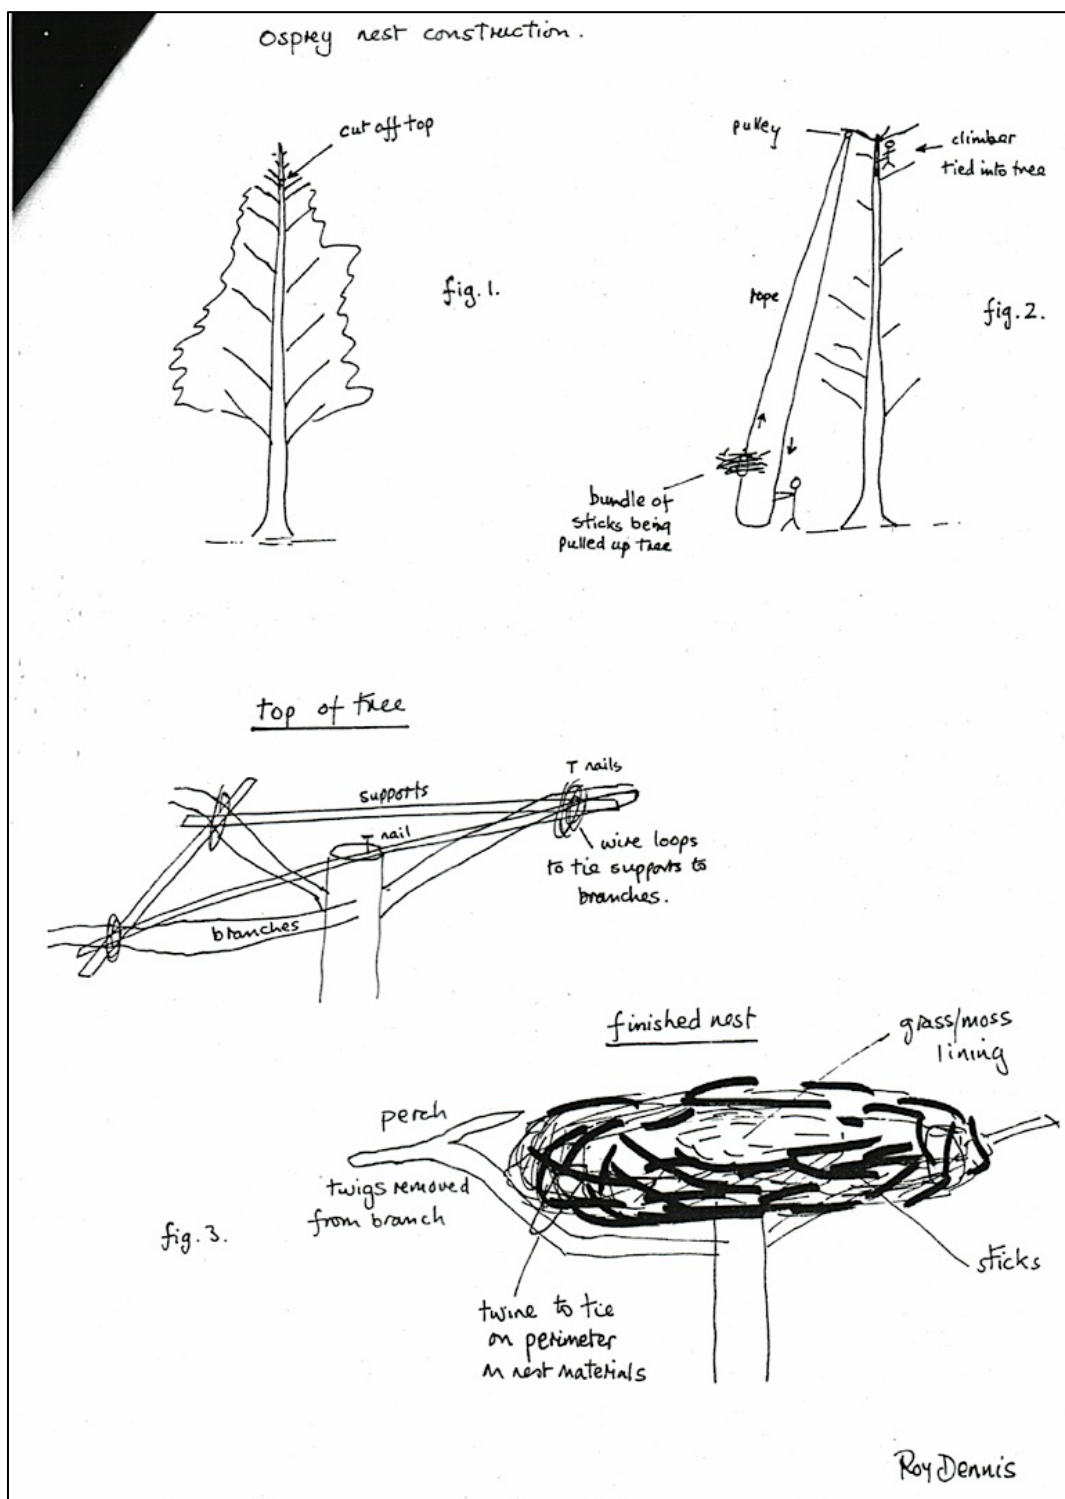 Osprey nest construction.
cut off top
fig. 1.
pulley
climber
tied into tree
rope
fig. 2.
bundle of
sticks being
pulled up tree
top of tree
supports
T nails
T nail
wire loops
to tie supports to
branches.
branches
finished nest
grass/moss
lining
perch
twigs removed
from branch
fig. 3.
sticks
twine to tie
on perimeter
nest materials
Roy Dennis